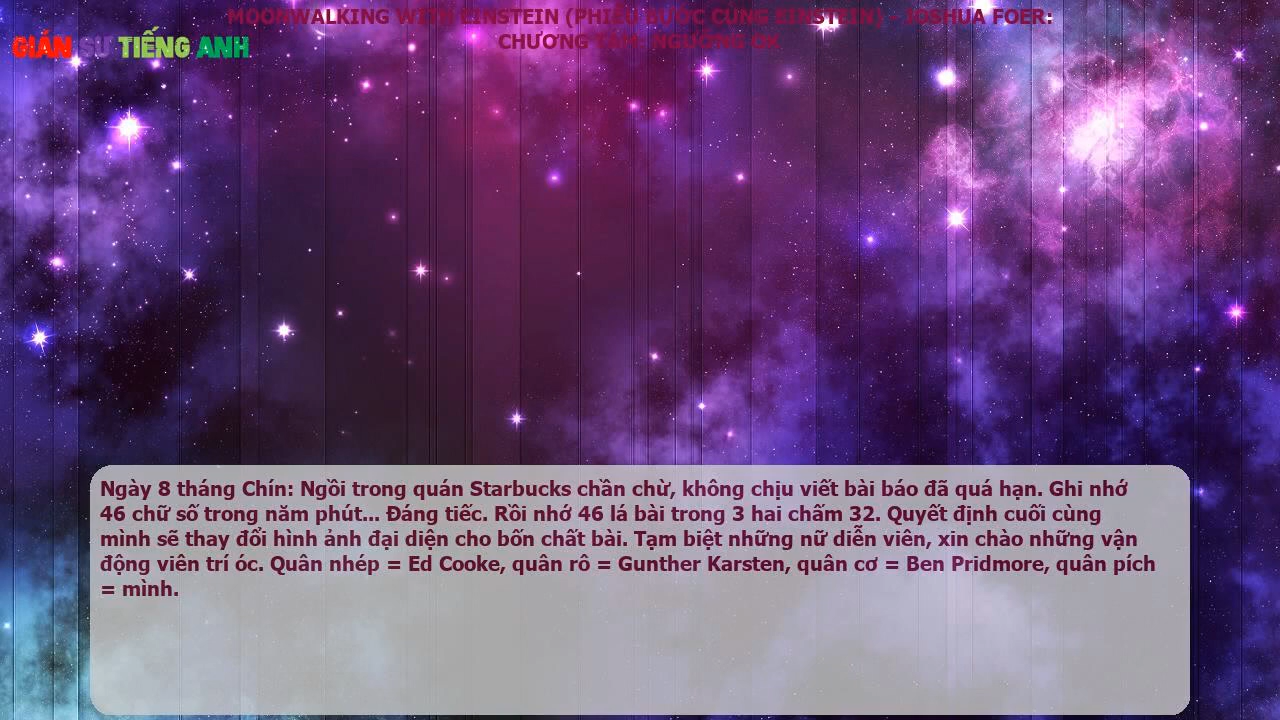 MOONWALKING WITH EINSTEIN (PHIÊU BƯỚC CÙNG EINSTEIN) - JOSHUA FOER:
CHƯƠNG TÁM: NGƯỠNG OK
GIÁN SƯ TIẾNG ANH
Ngày 8 tháng Chín: Ngồi trong quán Starbucks chần chừ, không chịu viết bài báo đã quá hạn. Ghi nhớ
46 chữ số trong năm phút... Đáng tiếc. Rồi nhớ 46 lá bài trong 3 hai chấm 32. Quyết định cuối cùng
mình sẽ thay đổi hình ảnh đại diện cho bốn chất bài. Tạm biệt những nữ diễn viên, xin chào những vận
động viên trí óc. Quân nhép = Ed Cooke, quân rô = Gunther Karsten, quân cơ = Ben Pridmore, quân pích
= mình.